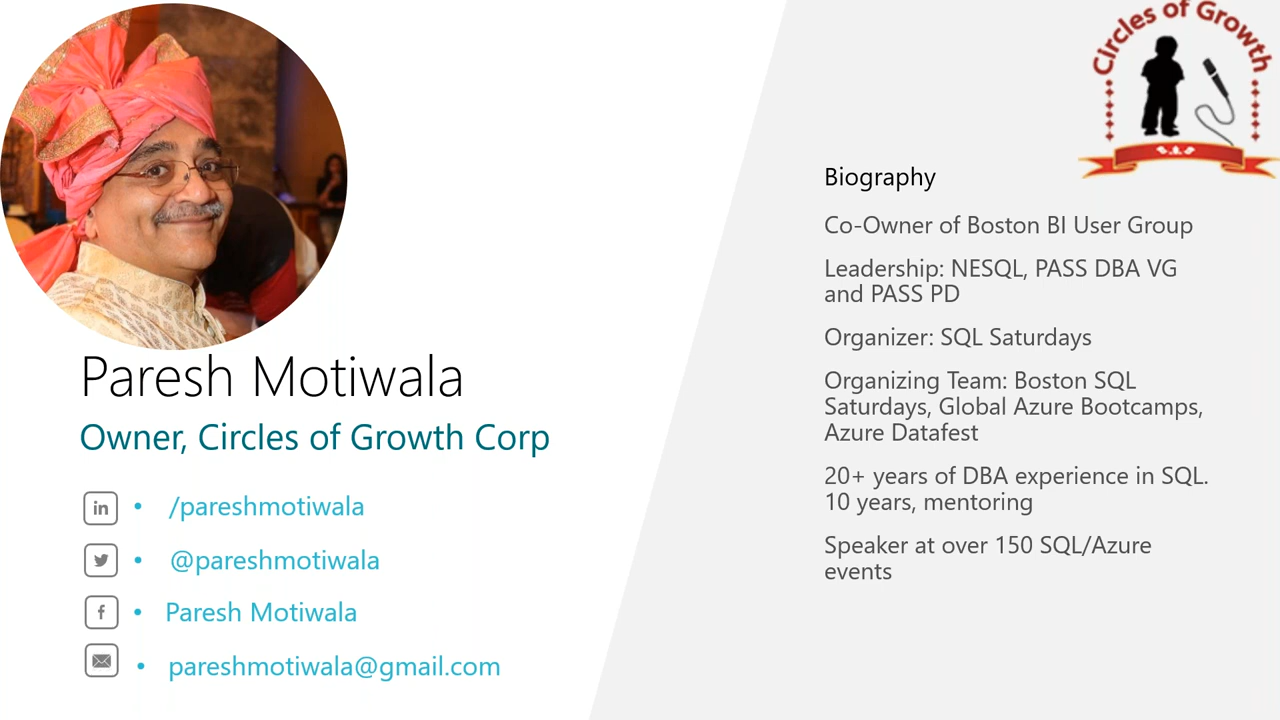 Paresh Motiwala
Owner, Circles of Growth Corp
in • /pareshmotiwala
• @pareshmotiwala
f • Paresh Motiwala
• pareshmotiwala@gmail.com
Circles of Growth
Biography
Co-Owner of Boston BI User Group
Leadership: NESQL, PASS DBA VG
and PASS PD
Organizer: SQL Saturdays
Organizing Team: Boston SQL
Saturdays, Global Azure Bootcamps,
Azure Datafest
20+ years of DBA experience in SQL.
10 years, mentoring
Speaker at over 150 SQL/Azure
events